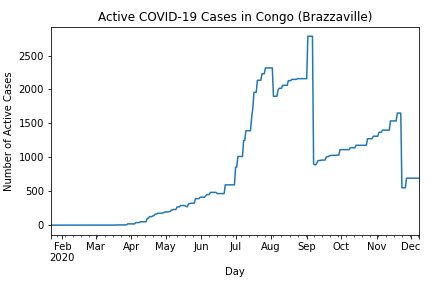 Active COVID-19 Cases in Congo (Brazzaville)
Number of Active Cases
2500
2000
1500
1000
500
0
Feb Mar Apr May Jun Jul Aug Sep Oct Nov Dec
2020
Day